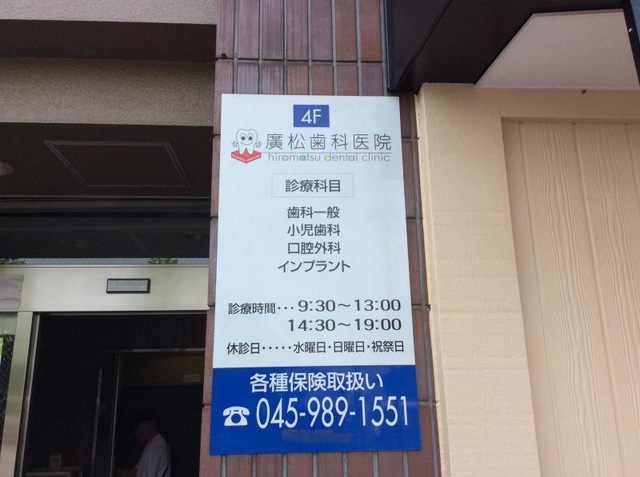 4F
廣松歯科医院
hiromatsu dental clinic
診療科目
歯科一般
小児歯科
口腔外科
インプラント
診療時間･･･9:30～13:00
14:30～19:00
休診日･････水曜日･日曜日･祝祭日
各種保険取扱い
☎045-989-1551